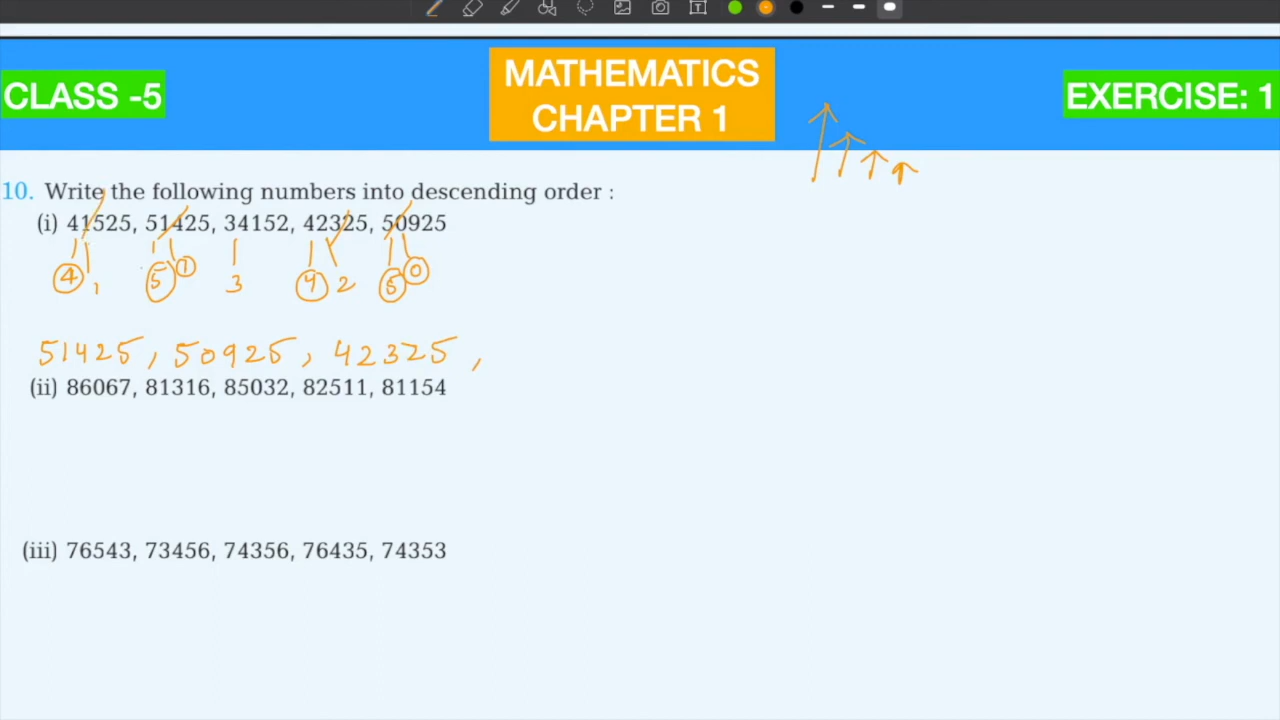 CLASS -5
MATHEMATICS
CHAPTER 1
EXERCISE: 1
10. Write the following numbers into descending order :
(i) 41525, 51425, 34152, 42325, 50925
4 1 5 1 3 4 2 5 0
51425, 50925, 42325,
(ii) 86067, 81316, 85032, 82511, 81154
(iii) 76543, 73456, 74356, 76435, 74353